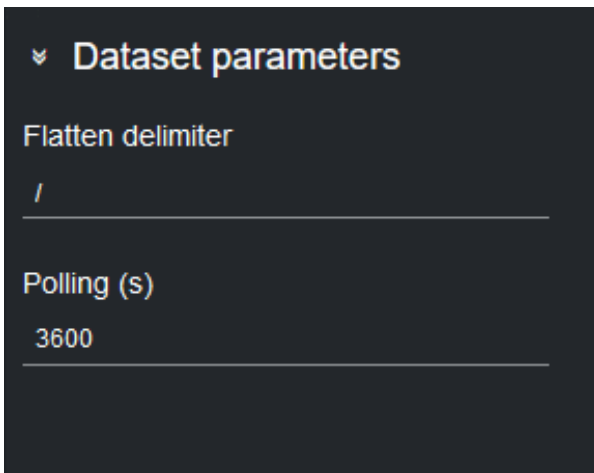 Dataset parameters
Flatten delimiter
/
Polling (s)
3600